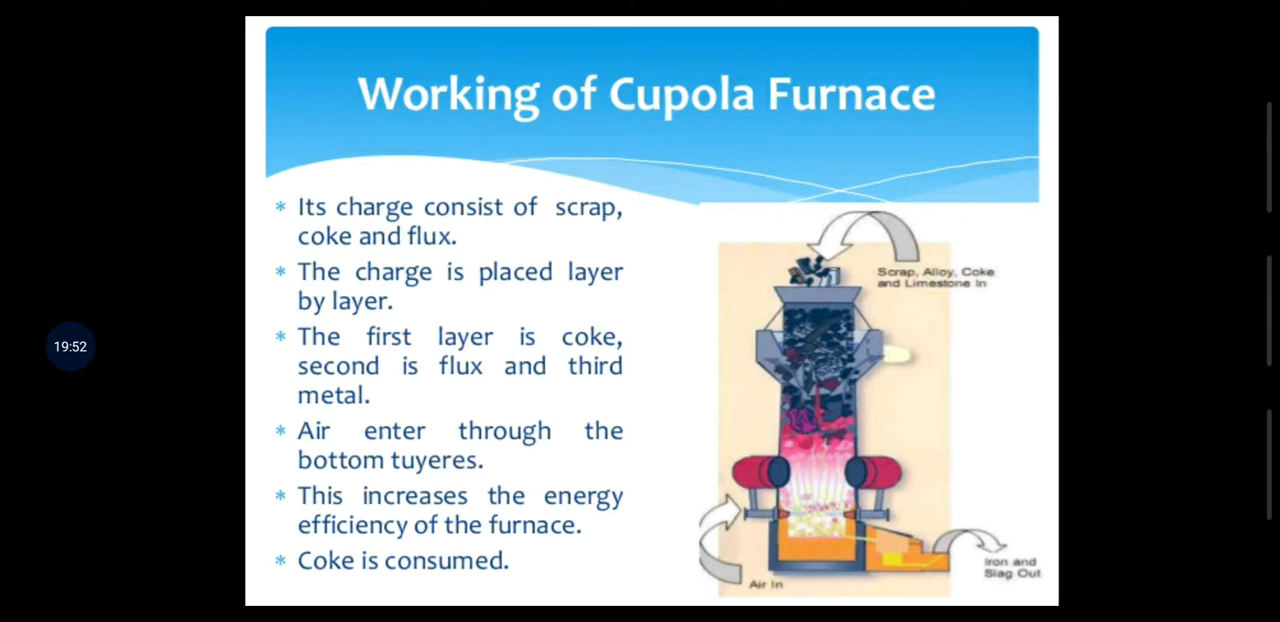 Working of Cupola Furnace
* Its charge consist of scrap,
coke and flux.
* The charge is placed layer
by layer.
* The first layer is coke,
second is flux and third
metal.
* Air enter through the
bottom tuyeres.
* This increases the energy
efficiency of the furnace.
* Coke is consumed.
Scrap, Alloy, Coke
and Limestone In
Iron and
Slag Out
Air In
19:52